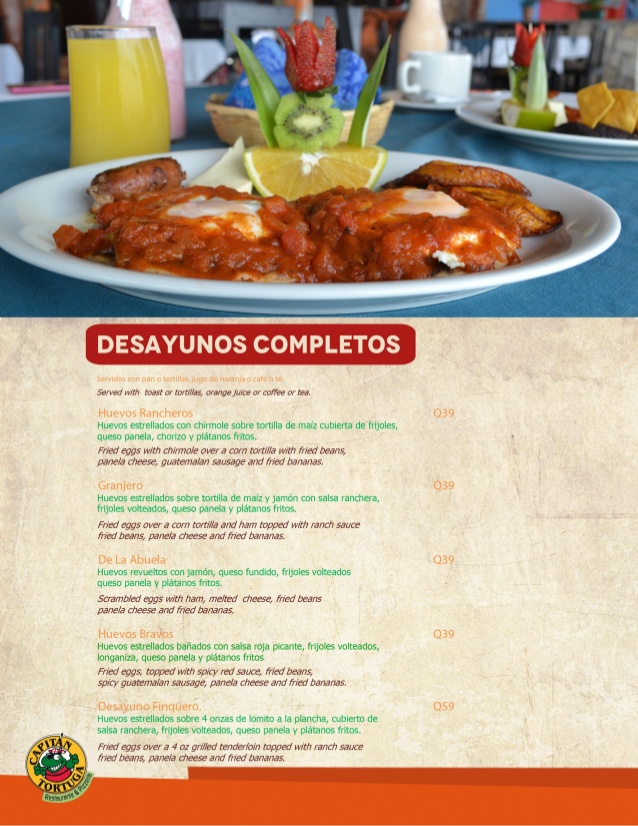 DESAYUNOS COMPLETOS
Servidos con pan o tortillas, jugo de naranja o café o té.
Served with toast or tortillas, orange juice or coffee or tea.
Huevos Rancheros Q39
Huevos estrellados con chirmole sobre tortilla de maíz cubierta de frijoles,
queso panela, chorizo y plátanos fritos.
Fried eggs with chirmole over a corn tortilla with fried beans,
panela cheese, guatemalan sausage and fried bananas.
Granjero Q39
Huevos estrellados sobre tortilla de maíz y jamón con salsa ranchera,
frijoles volteados, queso panela y plátanos fritos.
Fried eggs over a corn tortilla and ham topped with ranch sauce
fried beans, panela cheese and fried bananas.
De La Abuela Q39
Huevos revueltos con jamón, queso fundido, frijoles volteados
queso panela y plátanos fritos.
Scrambled eggs with ham, melted cheese, fried beans
panela cheese and fried bananas.
Huevos Bravos Q39
Huevos estrellados bañados con salsa roja picante, frijoles volteados,
longaniza, queso panela y plátanos fritos
Fried eggs, topped with spicy red sauce, fried beans,
spicy guatemalan sausage, panela cheese and fried bananas.
Desayuno Finqüero. Q59
Huevos estrellados sobre 4 onzas de lomito a la plancha, cubierto de
salsa ranchera, frijoles volteados, queso panela y plátanos fritos.
Fried eggs over a 4 oz grilled tenderloin topped with ranch sauce
fried beans, panela cheese and fried bananas.
CAPITÁN
TORTUGA
Restaurante & Pizzería